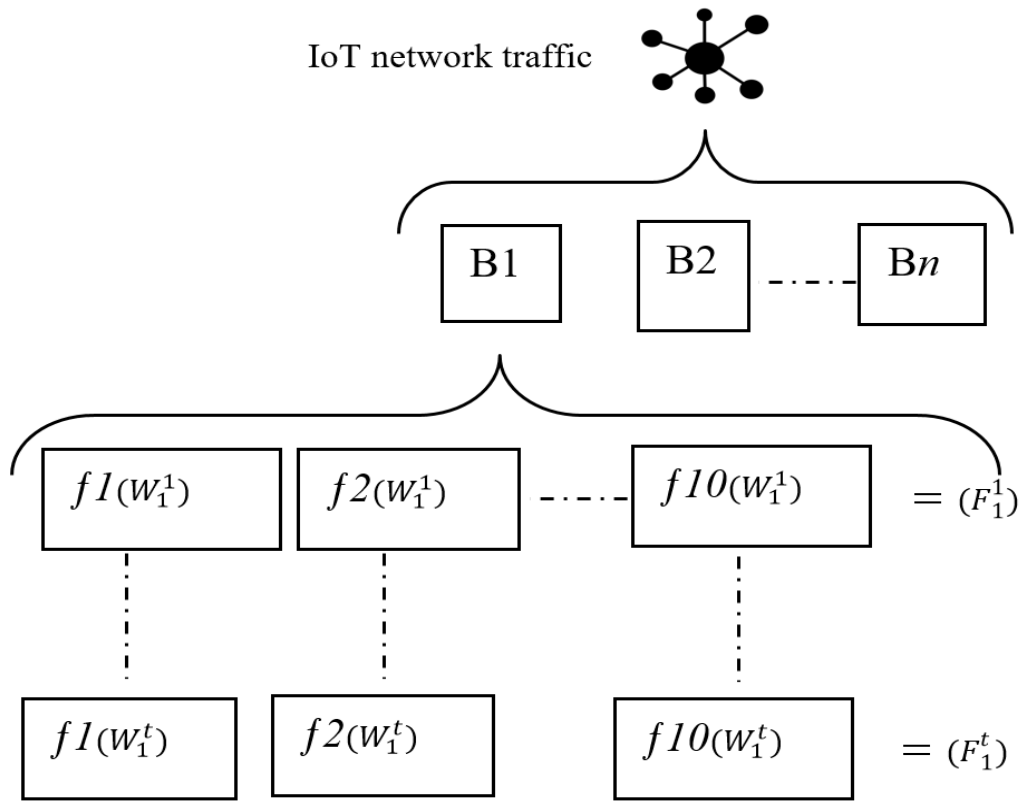 IoT network traffic
B1 B2 Bn
f1(W₁¹) f2(W₁¹) f10(W₁¹) = (F₁¹)
f1(W₁ᵗ) f2(W₁ᵗ) f10(W₁ᵗ) = (F₁ᵗ)